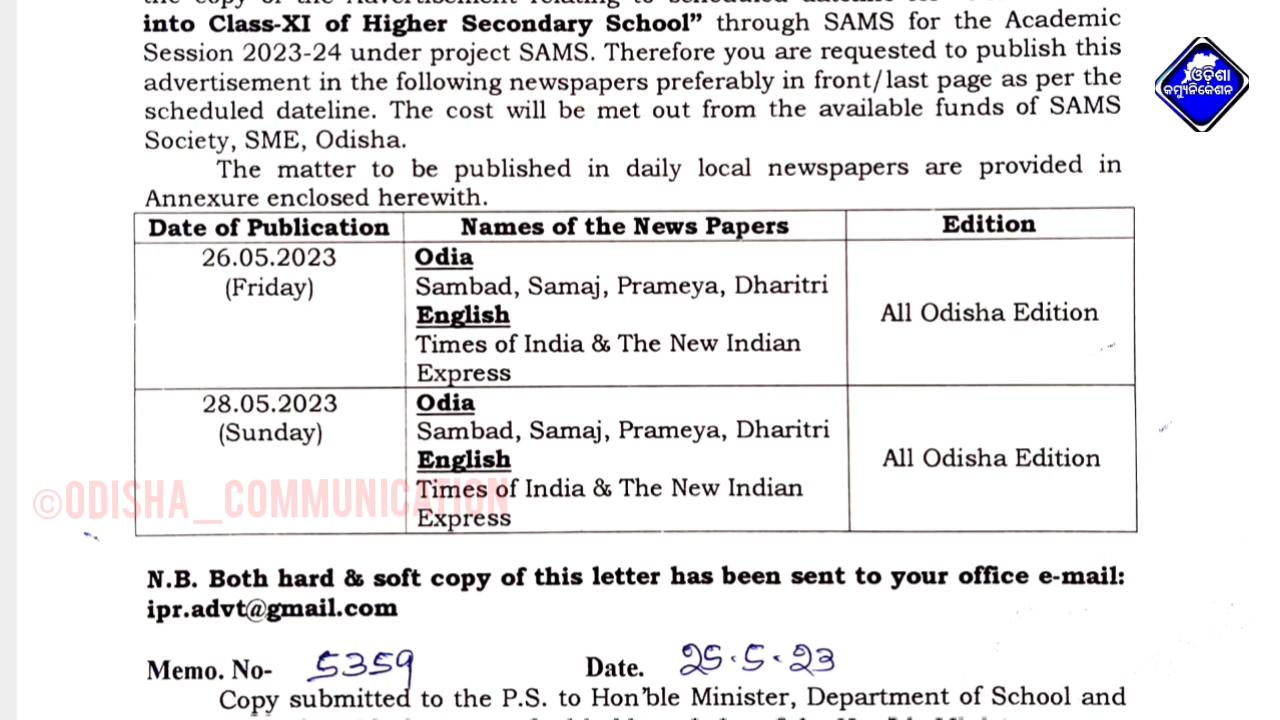 into Class-XI of Higher Secondary School” through SAMS for the Academic
Session 2023-24 under project SAMS. Therefore you are requested to publish this
advertisement in the following newspapers preferably in front/last page as per the
scheduled dateline. The cost will be met out from the available funds of SAMS
Society, SME, Odisha.
The matter to be published in daily local newspapers are provided in
Annexure enclosed herewith.
Date of Publication Names of the News Papers Edition
26.05.2023
(Friday)
Odia
Sambad, Samaj, Prameya, Dharitri
English
Times of India & The New Indian
Express
All Odisha Edition
28.05.2023
(Sunday)
Odia
Sambad, Samaj, Prameya, Dharitri
English
Times of India & The New Indian
Express
All Odisha Edition
N.B. Both hard & soft copy of this letter has been sent to your office e-mail:
ipr.advt@gmail.com
Memo. No- 5359 Date. 25.5.23
Copy submitted to the P.S. to Hon'ble Minister, Department of School and
©ODISHA_COMMUNICATION
ଓଡ଼ିଶା
କମ୍ୟୁନିକେଶନ